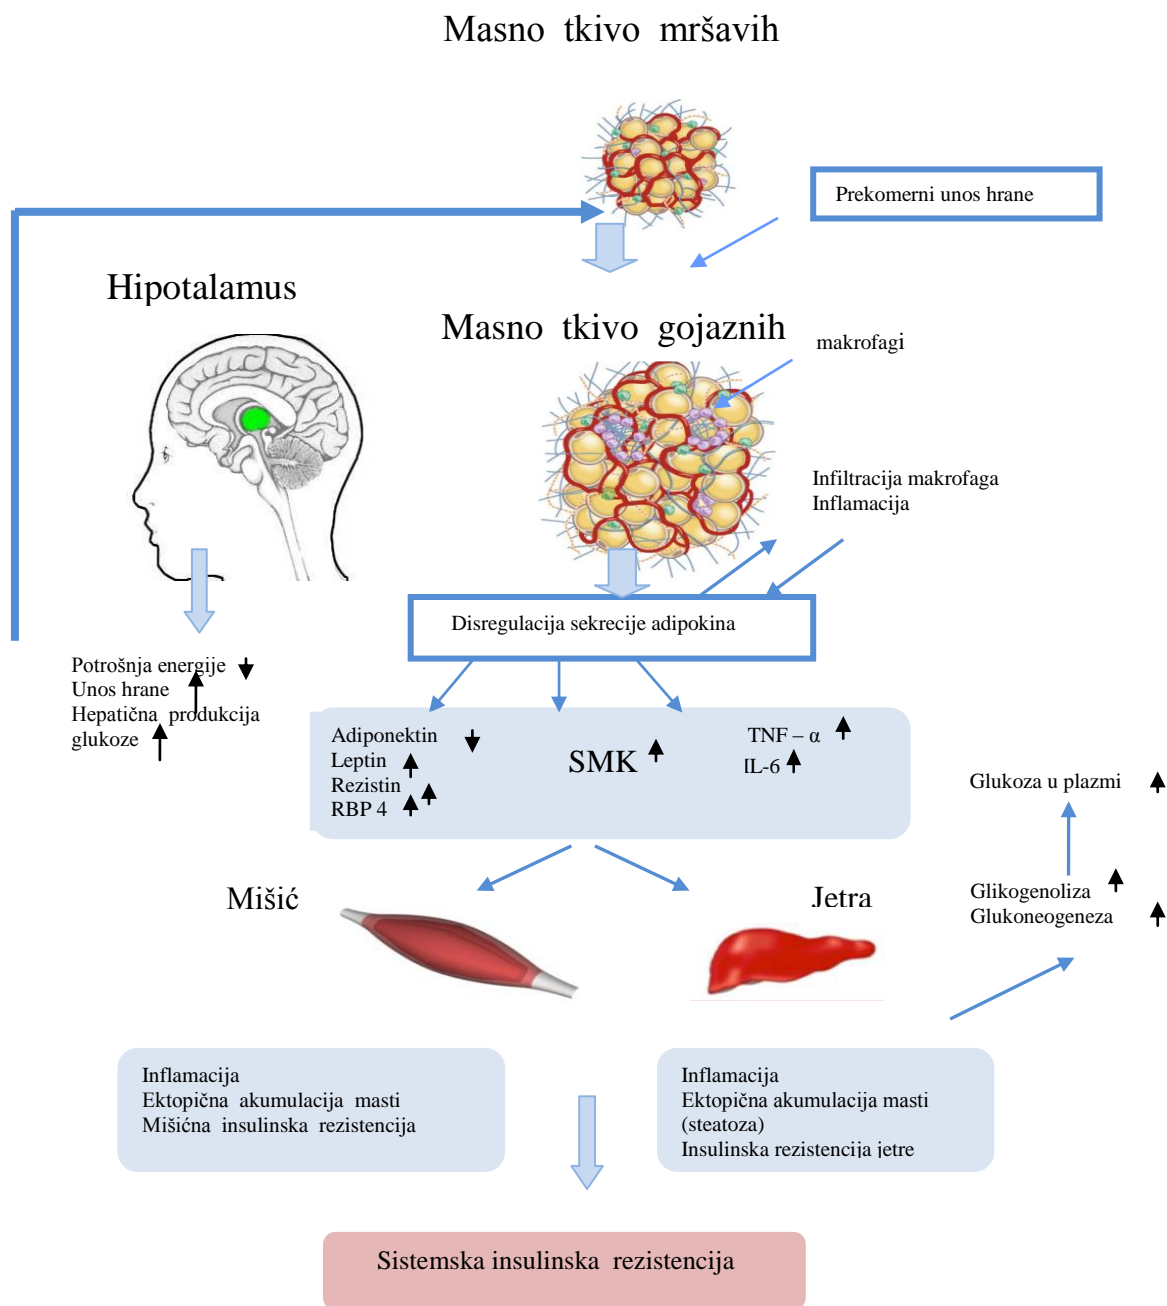 Masno tkivo mršavih
Prekomerni unos hrane
Hipotalamus
Masno tkivo gojaznih
makrofagi
Infiltracija makrofaga
Inflamacija
Disregulacija sekrecije adipokina
Potrošnja energije
Unos hrane
Hepatična produkcija
glukoze
Adiponektin
Leptin
Rezistin
RBP 4
SMK
TNF – α
IL-6
Glukoza u plazmi
Glikogenoliza
Glukoneogeneza
Mišić
Jetra
Inflamacija
Ektopična akumulacija masti
Mišićna insulinska rezistencija
Inflamacija
Ektopična akumulacija masti
(steatoza)
Insulinska rezistencija jetre
Sistemska insulinska rezistencija